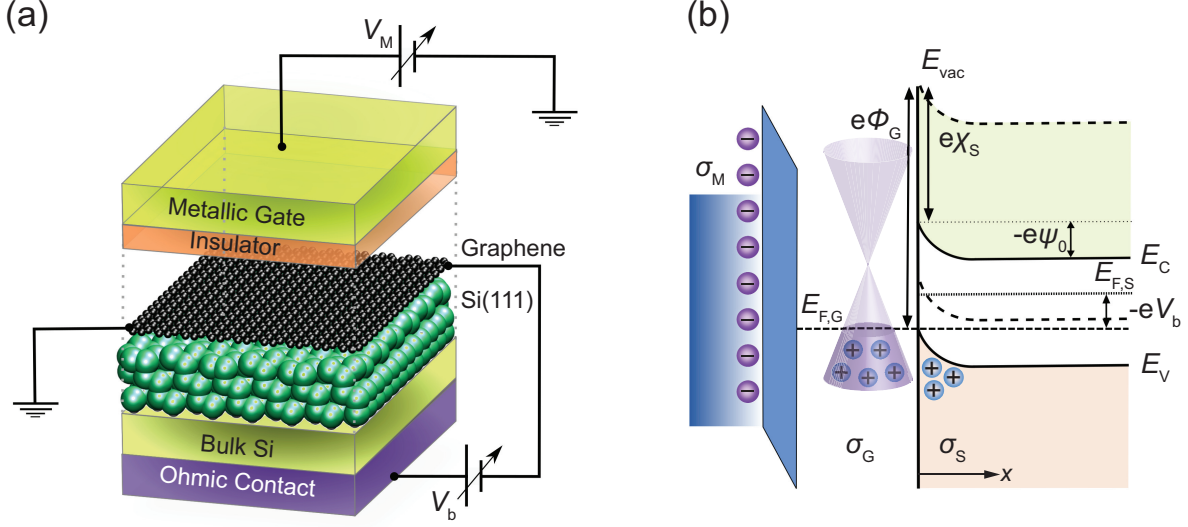 (a)
V_M
Metallic Gate
Insulator
Graphene
Si(111)
Bulk Si
Ohmic Contact
V_b
(b)
E_vac
eΦ_G
eχ_S
σ_M
-eψ_0
E_C
E_F,S
E_F,G
-eV_b
E_V
σ_G
σ_S
x